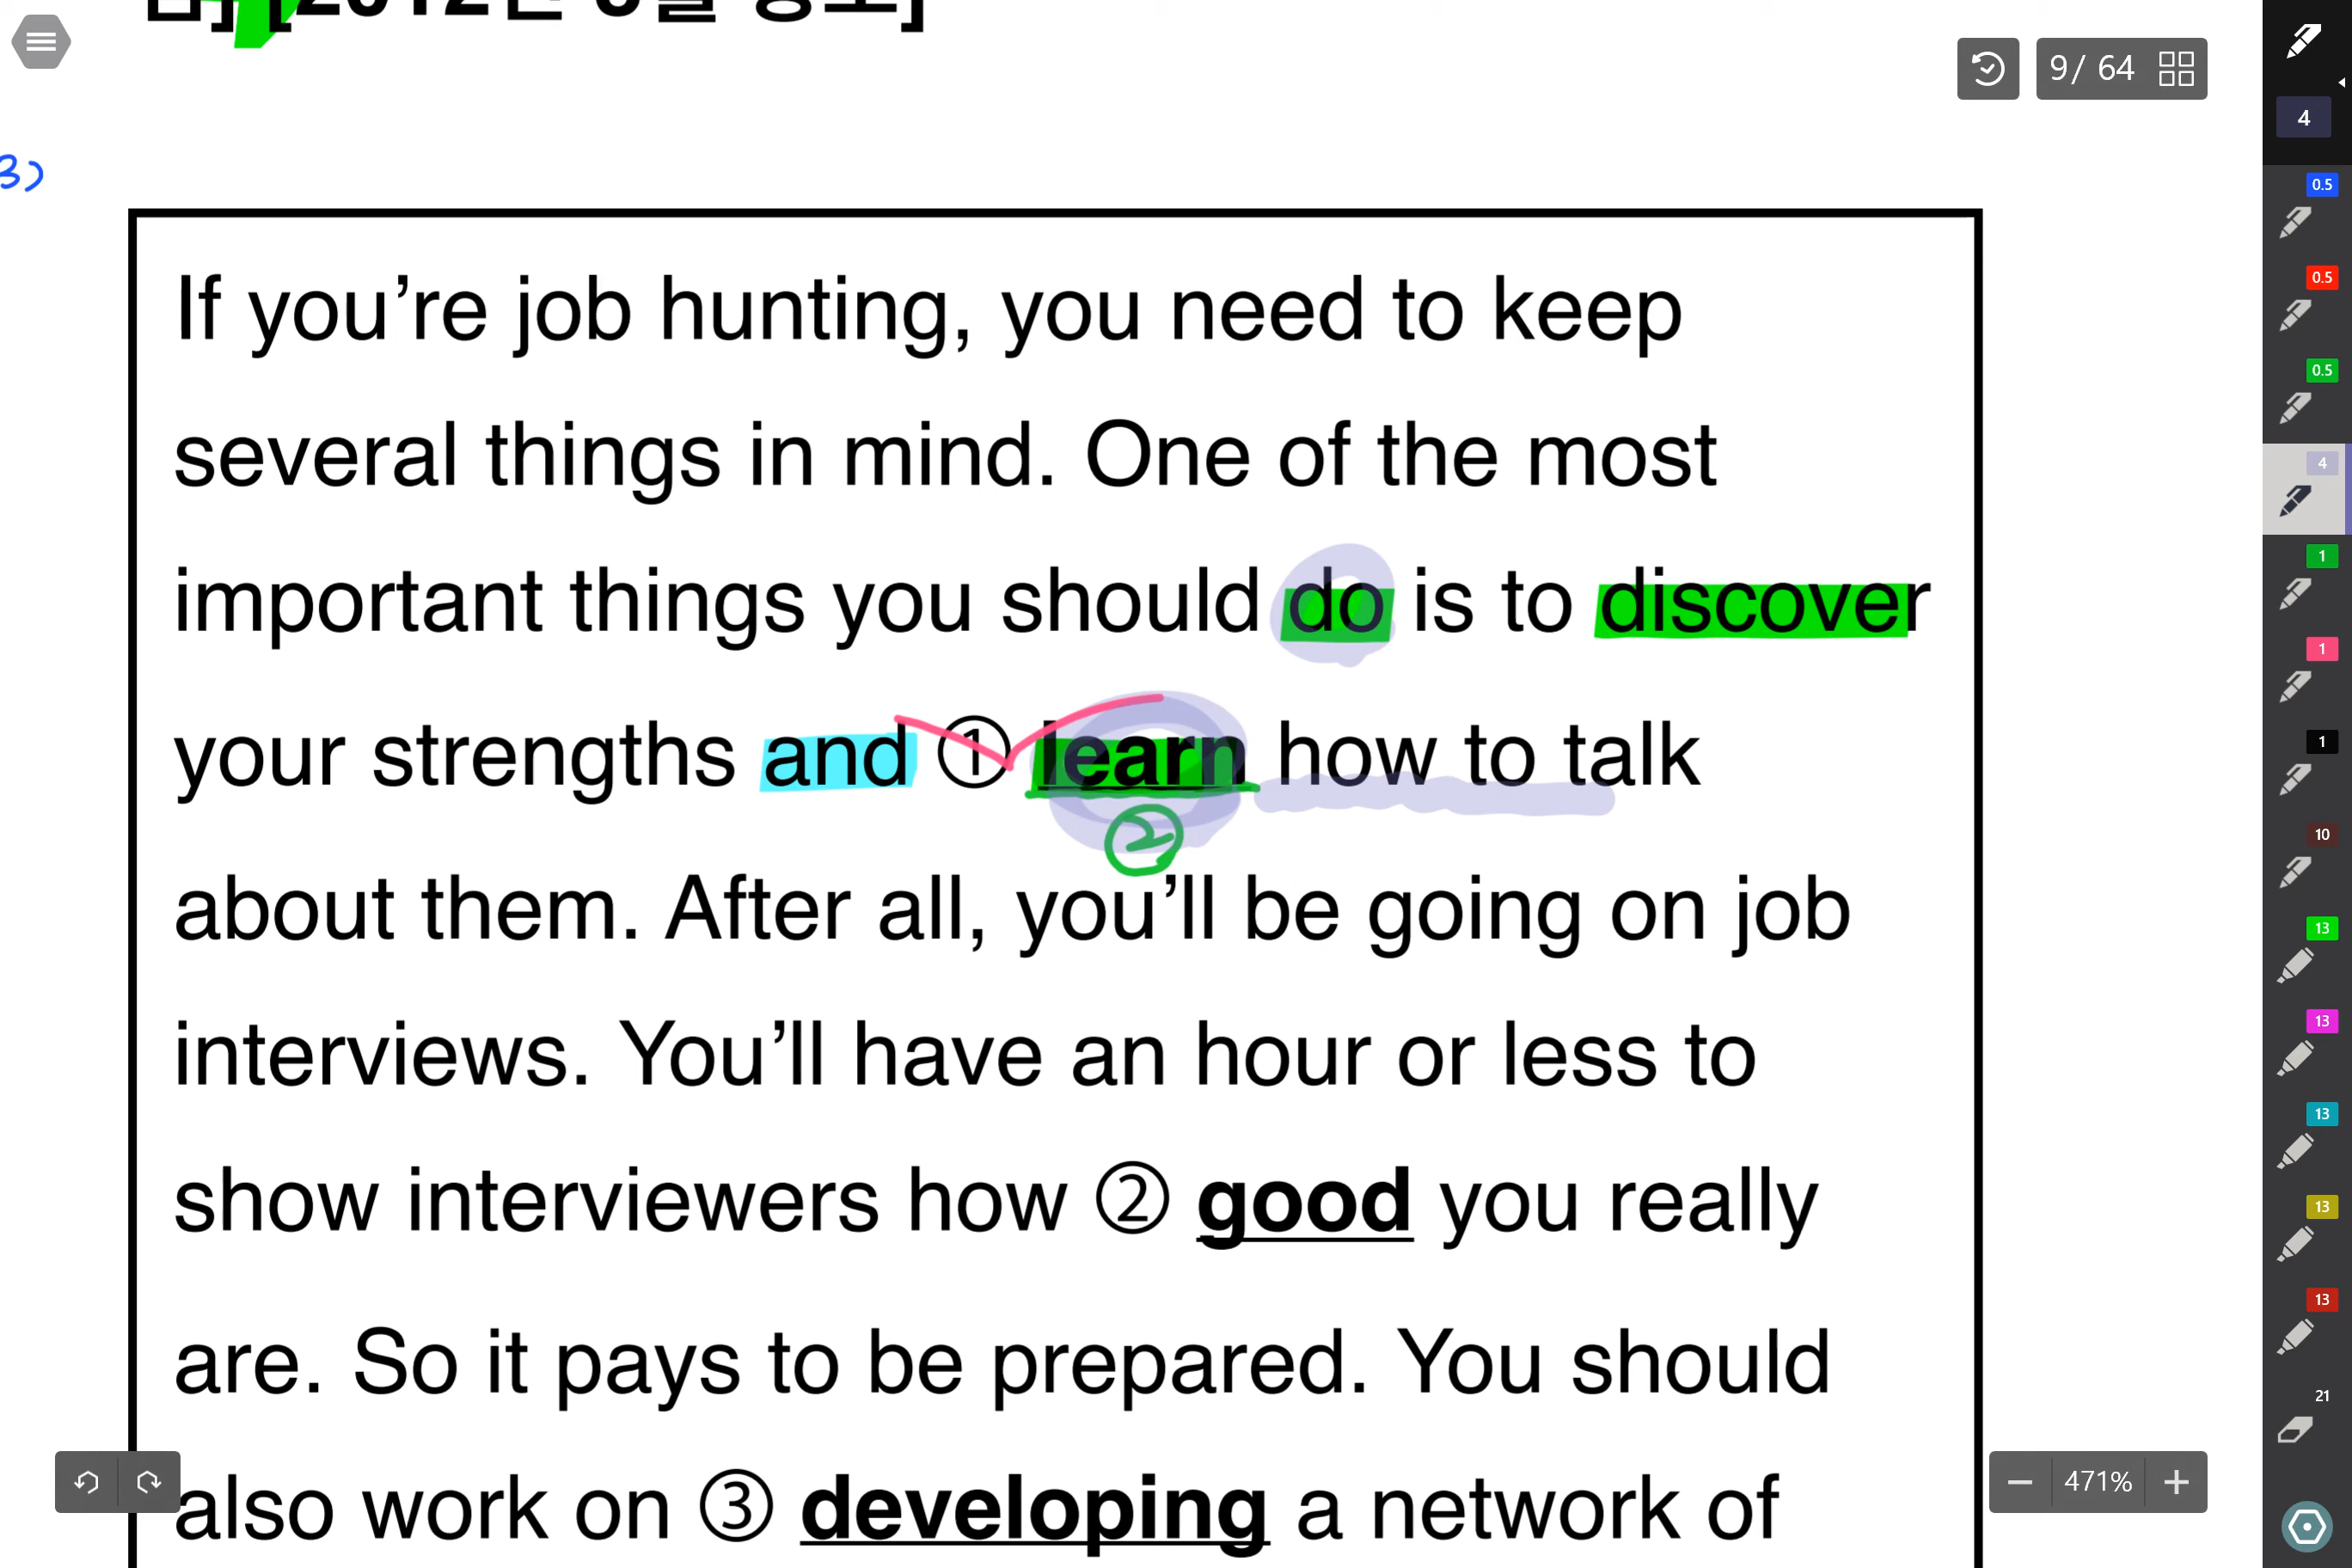 9/ 64
4
3)
If you're job hunting, you need to keep
several things in mind. One of the most
important things you should do is to discover
your strengths and ① learn how to talk
②
about them. After all, you'll be going on job
interviews. You'll have an hour or less to
show interviewers how ② good you really
are. So it pays to be prepared. You should
also work on ③ developing a network of
0.5
0.5
0.5
4
1
1
1
10
13
13
13
13
13
21
471%